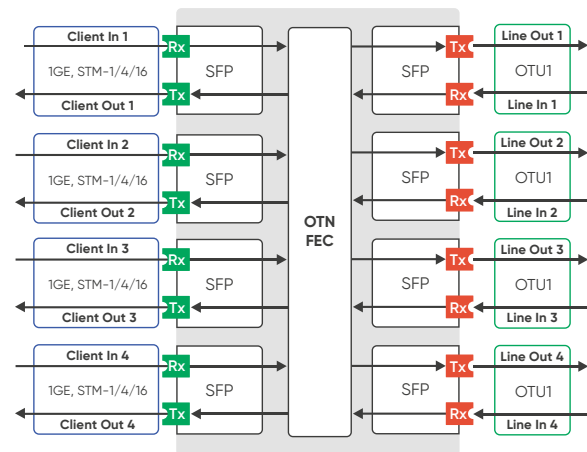 Client In 1
Rx
1GE, STM-1/4/16
SFP
Tx
Client Out 1
SFP
Tx
Line Out 1
OTU1
Rx
Line In 1
Client In 2
Rx
1GE, STM-1/4/16
SFP
Tx
Client Out 2
SFP
Tx
Line Out 2
OTU1
Rx
Line In 2
OTN
FEC
Client In 3
Rx
1GE, STM-1/4/16
SFP
Tx
Client Out 3
SFP
Tx
Line Out 3
OTU1
Rx
Line In 3
Client In 4
Rx
1GE, STM-1/4/16
SFP
Tx
Client Out 4
SFP
Tx
Line Out 4
OTU1
Rx
Line In 4